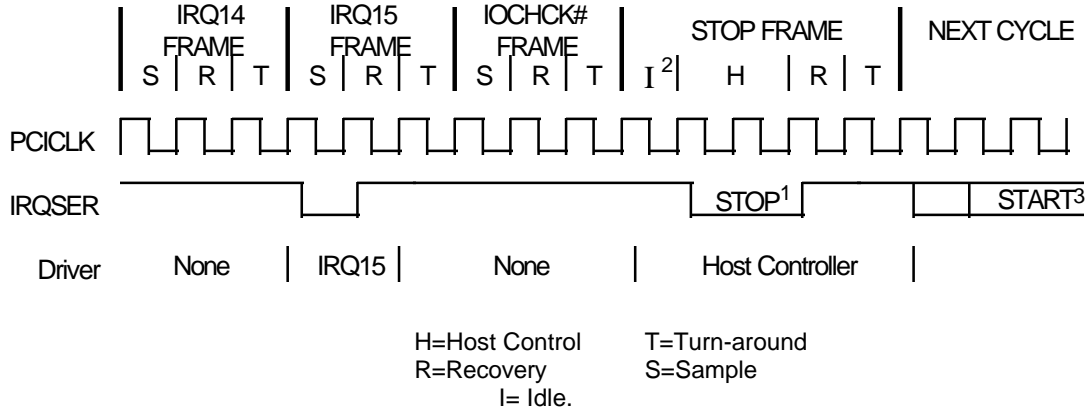 IRQ14 FRAME IRQ15 FRAME IOCHCK# FRAME STOP FRAME NEXT CYCLE
S R T S R T S R T I 2 H R T
PCICLK
IRQSER STOP1 START3
Driver None IRQ15 None Host Controller
H=Host Control T=Turn-around
R=Recovery S=Sample
I= Idle.